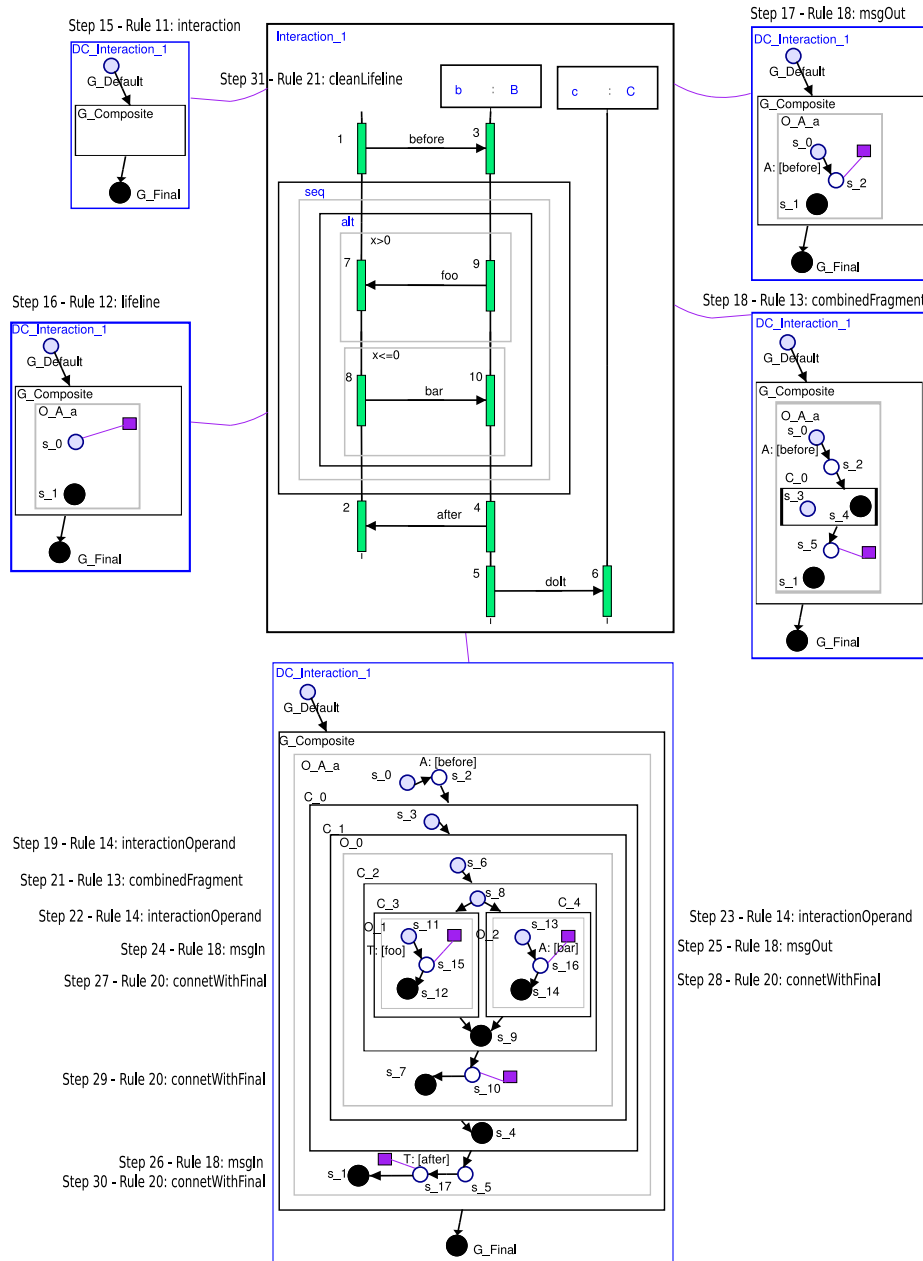 Step 15 - Rule 11: interaction
DC_Interaction_1
G_Default
G_Composite
G_Final
Step 16 - Rule 12: lifeline
DC_Interaction_1
G_Default
G_Composite
O_A_a
s_0
s_1
G_Final
Interaction_1
Step 31 - Rule 21: cleanLifeline
b : B
c : C
1
before
3
seq
alt
x>0
7
foo
9
x<=0
8
bar
10
2
after
4
5
doIt
6
Step 17 - Rule 18: msgOut
DC_Interaction_1
G_Default
G_Composite
O_A_a
s_0
A: [before]
s_2
s_1
G_Final
Step 18 - Rule 13: combinedFragment
DC_Interaction_1
G_Default
G_Composite
O_A_a
s_0
A: [before]
s_2
C_0
s_3
s_4
s_5
s_1
G_Final
DC_Interaction_1
G_Default
G_Composite
O_A_a
A: [before]
s_0
s_2
C_0
s_3
C_1
Step 19 - Rule 14: interactionOperand
O_0
s_6
Step 21 - Rule 13: combinedFragment
C_2
s_8
C_3
C_4
Step 22 - Rule 14: interactionOperand
Step 23 - Rule 14: interactionOperand
O_1
s_11
O_2
s_13
Step 24 - Rule 18: msgIn
T: [foo]
A: [bar]
Step 25 - Rule 18: msgOut
s_15
s_16
Step 27 - Rule 20: connetWithFinal
s_12
s_14
Step 28 - Rule 20: connetWithFinal
s_9
Step 29 - Rule 20: connetWithFinal
s_7
s_10
s_4
Step 26 - Rule 18: msgIn
T: [after]
Step 30 - Rule 20: connetWithFinal
s_1
s_17
s_5
G_Final